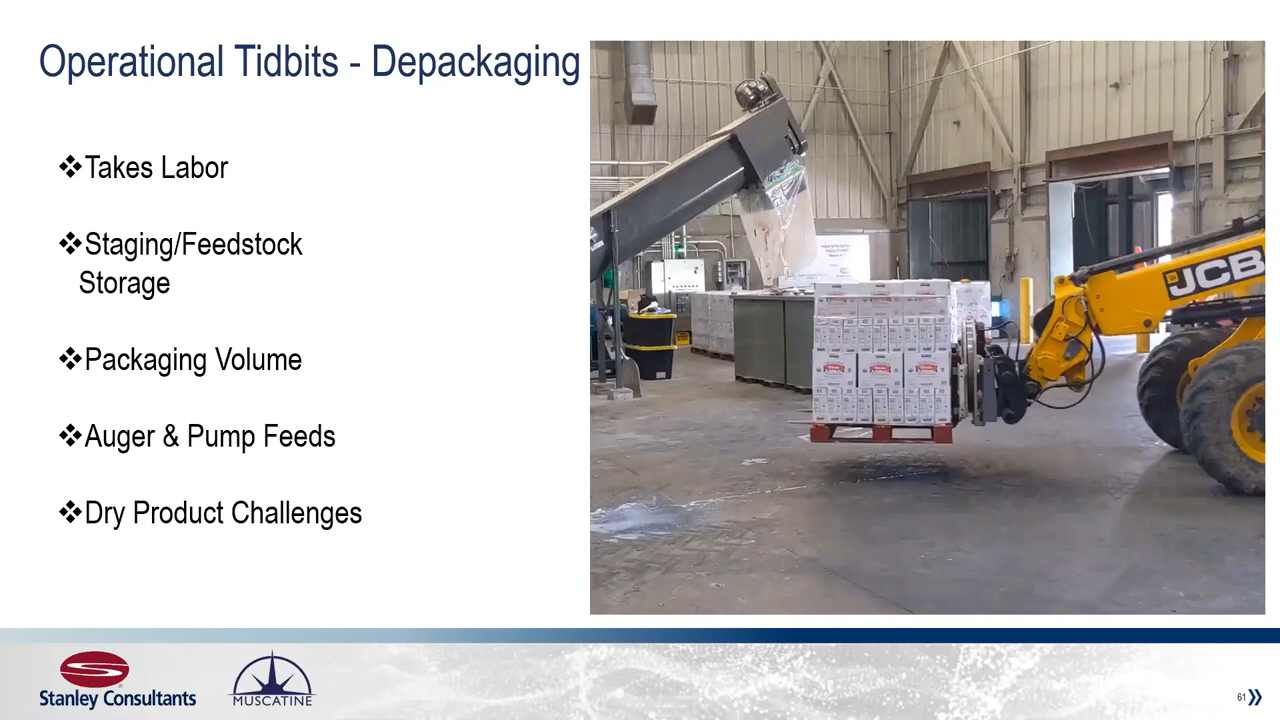 Operational Tidbits - Depackaging
❖Takes Labor
❖Staging/Feedstock
Storage
❖Packaging Volume
❖Auger & Pump Feeds
❖Dry Product Challenges
JCB
Stanley Consultants
MUSCATINE
61